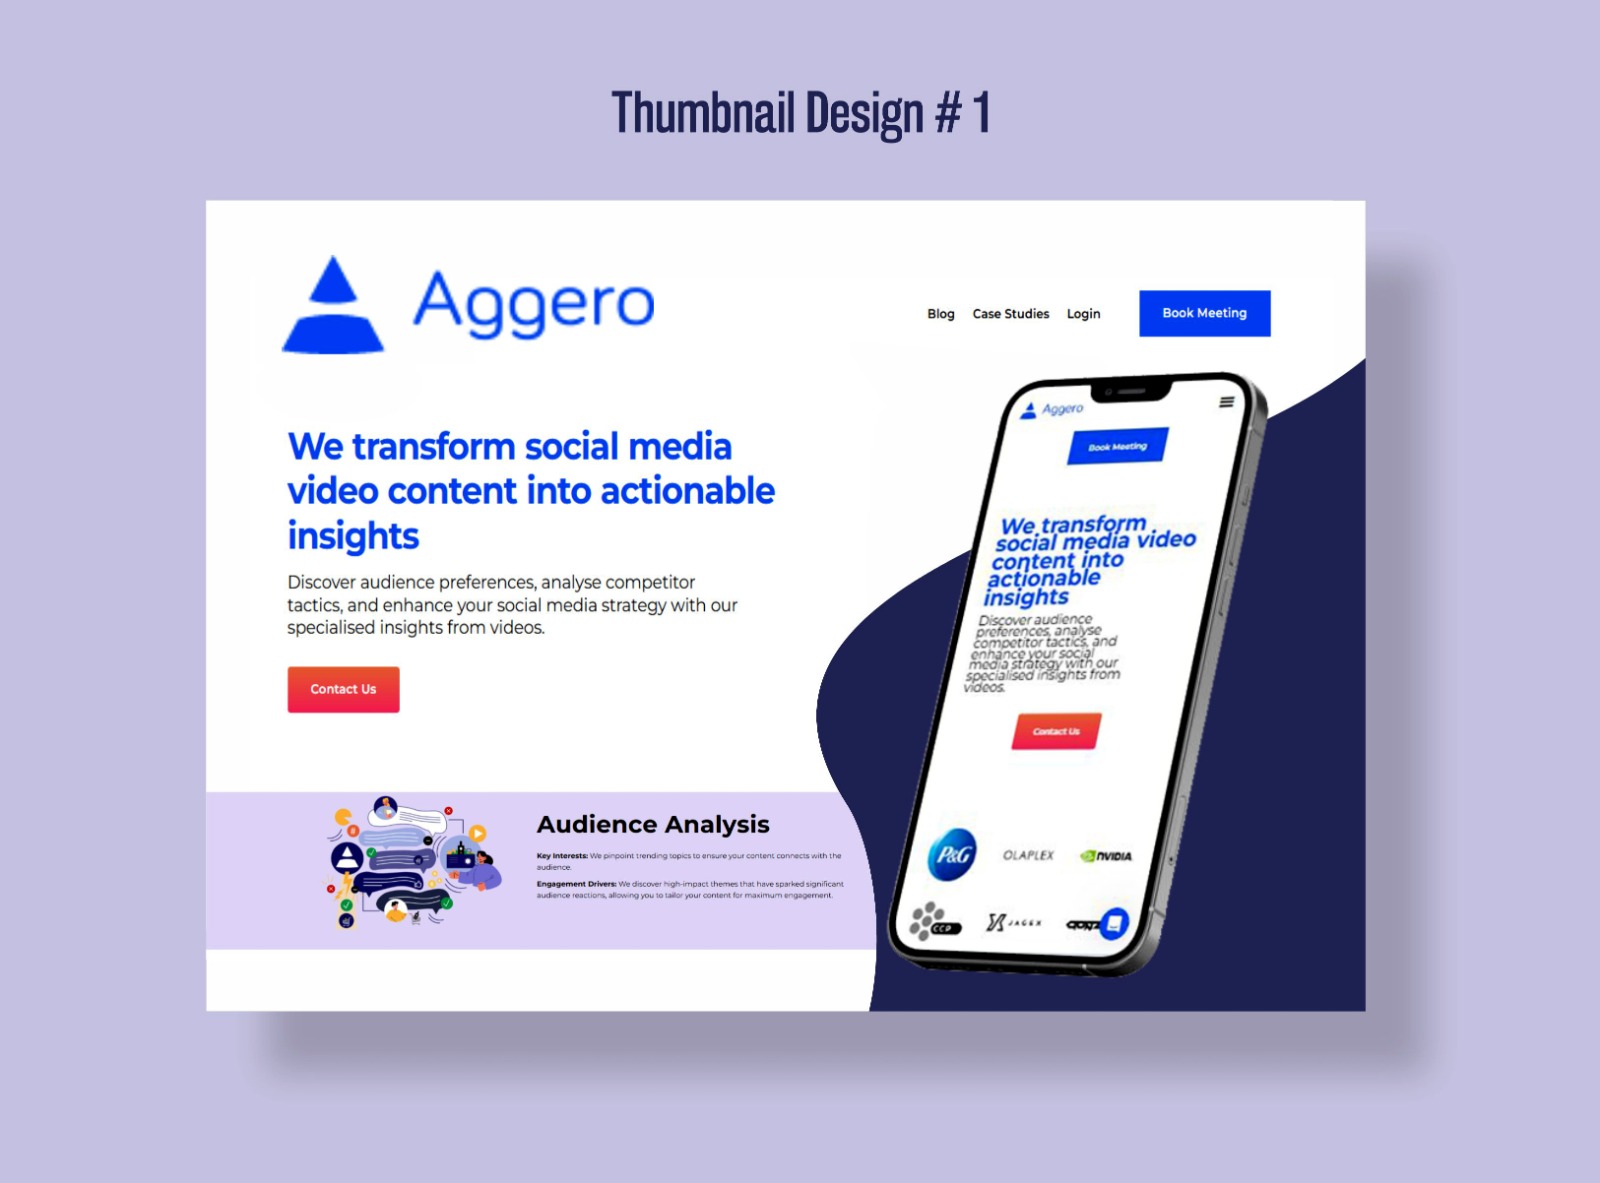 Thumbnail Design # 1
Aggero
Blog Case Studies Login Book Meeting
We transform social media
video content into actionable
insights
Discover audience preferences, analyse competitor
tactics, and enhance your social media strategy with our
specialised insights from videos.
Contact Us
Audience Analysis
Key Interests: We pinpoint trending topics to ensure your content connects with the
audience.
Engagement Drivers: We discover high-impact themes that have sparked significant
audience reactions, allowing you to tailor your content for maximum engagement.
Aggero
Book Meeting
We transform
social media video
content into
actionable
insights
Discover audience
preferences, analyse
competitor tactics, and
enhance your social
media strategy with our
specialised insights from
videos.
Contact Us
P&G OLAPLEX NVIDIA
CCP JAGEX